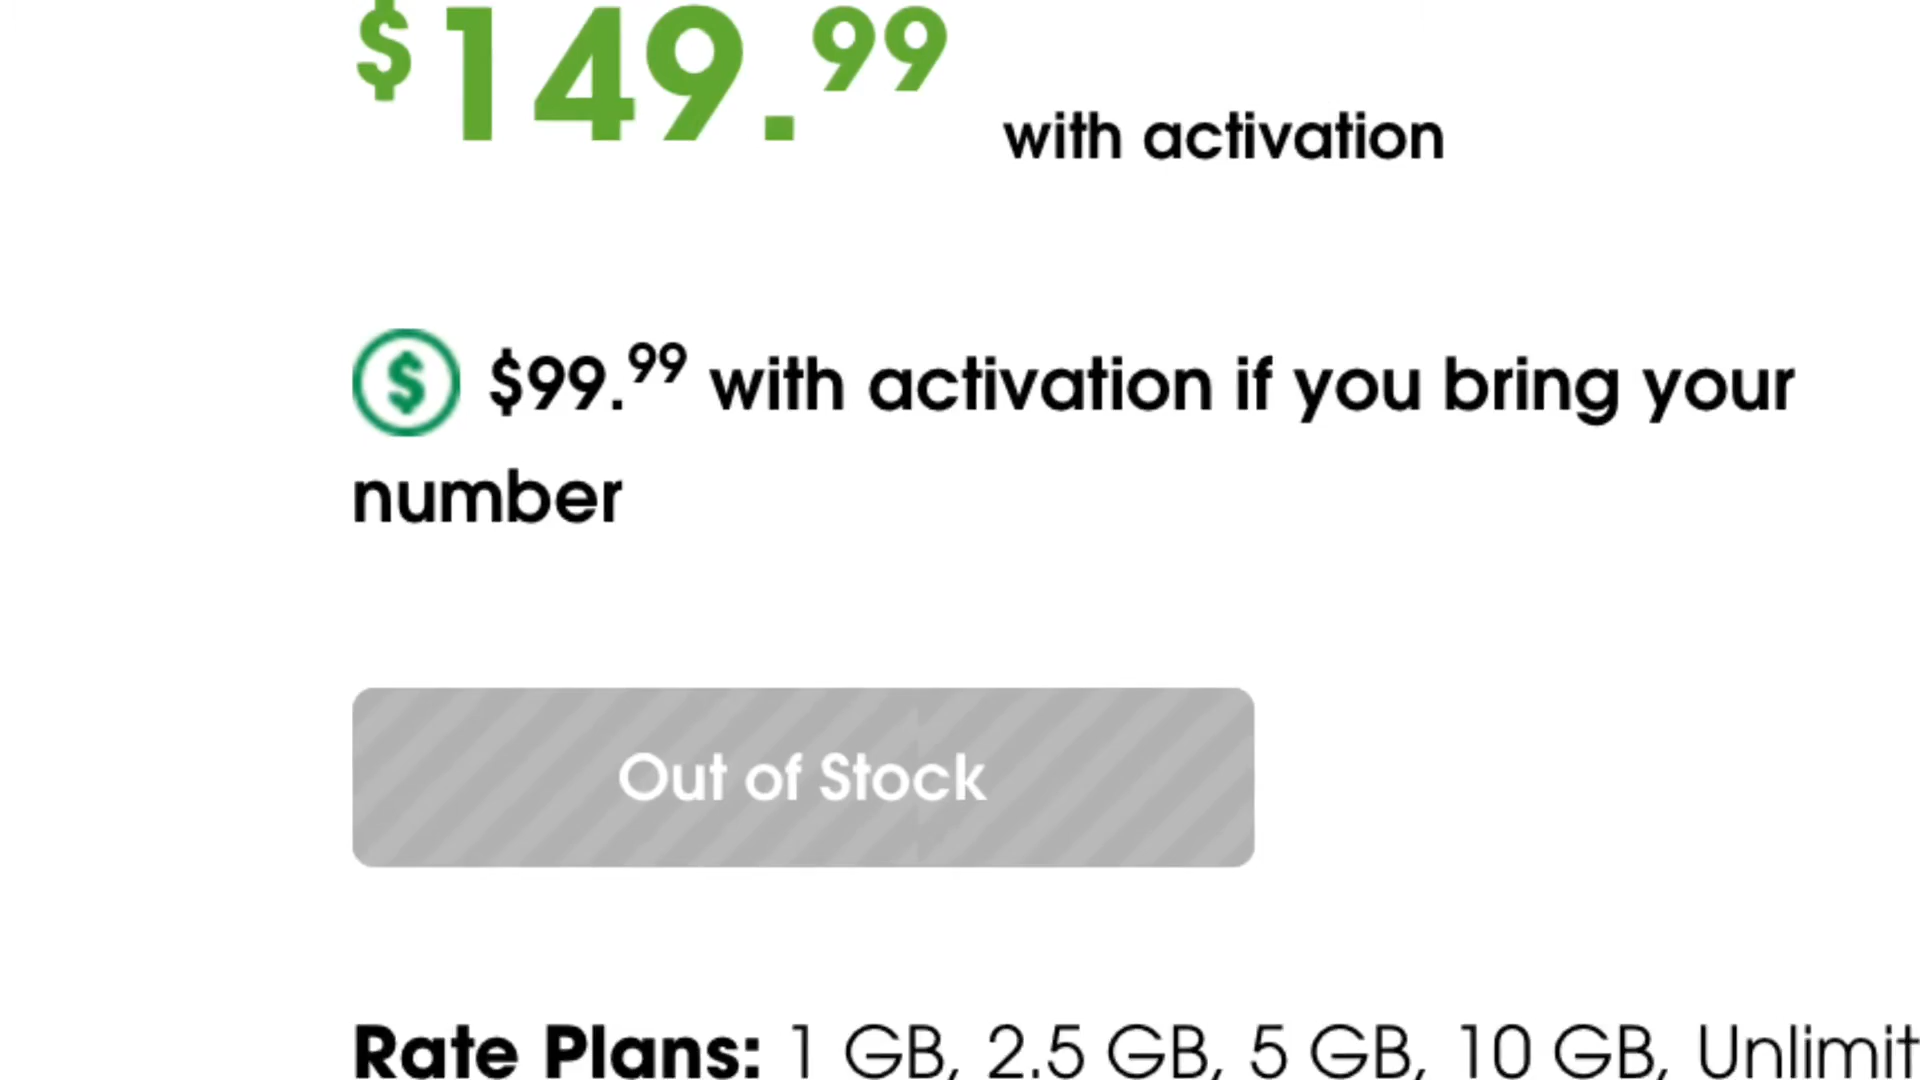 $149.99 with activation
$ $99.99 with activation if you bring your
number
Out of Stock
Rate Plans: 1 GB, 2.5 GB, 5 GB, 10 GB, Unlimit